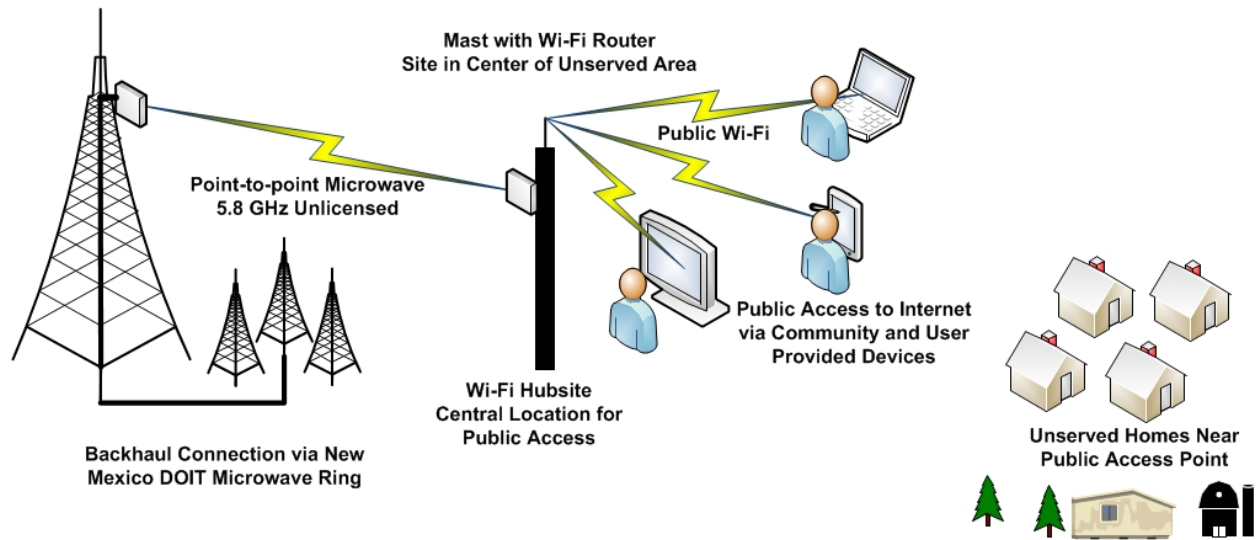 Mast with Wi-Fi Router
Site in Center of Unserved Area
Public Wi-Fi
Point-to-point Microwave
5.8 GHz Unlicensed
Public Access to Internet
via Community and User
Provided Devices
Wi-Fi Hubsite
Central Location for
Public Access
Backhaul Connection via New
Mexico DOIT Microwave Ring
Unserved Homes Near
Public Access Point